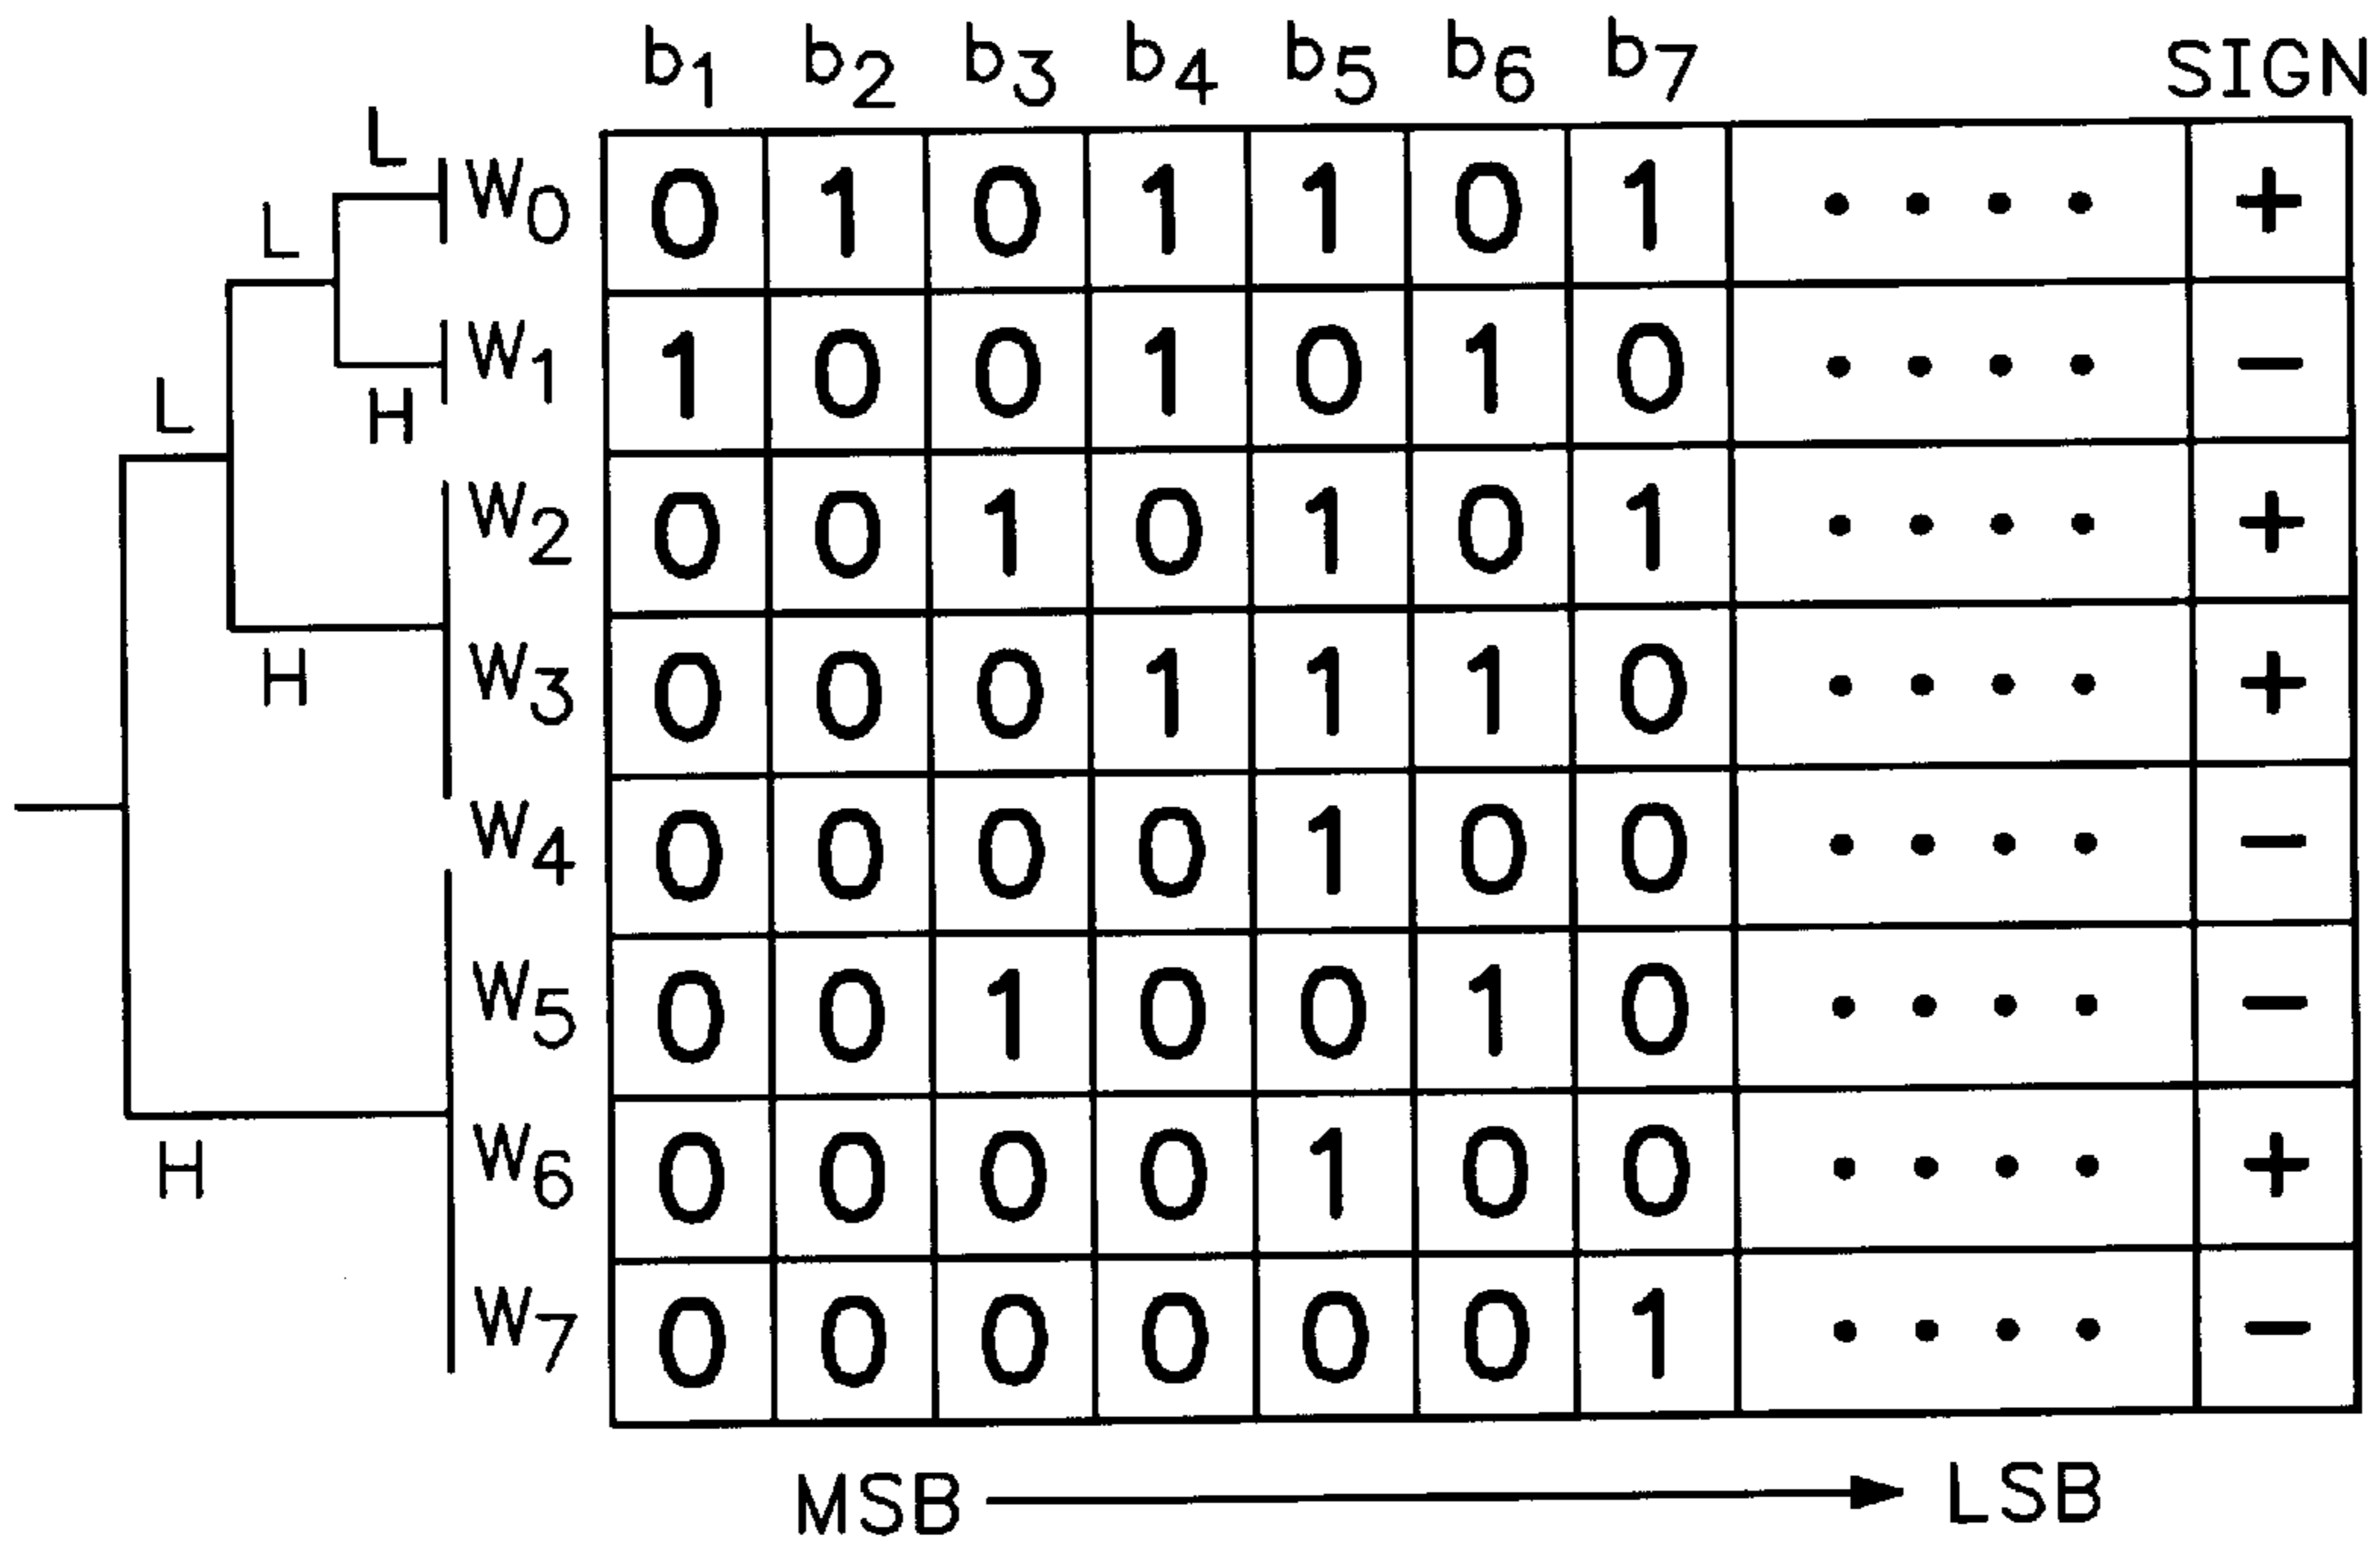 b1 b2 b3 b4 b5 b6 b7 SIGN
L W0 0 1 0 1 1 0 1 · · · · +
L
W1 1 0 0 1 0 1 0 · · · · −
L H
W2 0 0 1 0 1 0 1 · · · · +
H W3 0 0 0 1 1 1 0 · · · · +
W4 0 0 0 0 1 0 0 · · · · −
W5 0 0 1 0 0 1 0 · · · · −
H W6 0 0 0 0 1 0 0 · · · · +
W7 0 0 0 0 0 0 1 · · · · −
MSB LSB